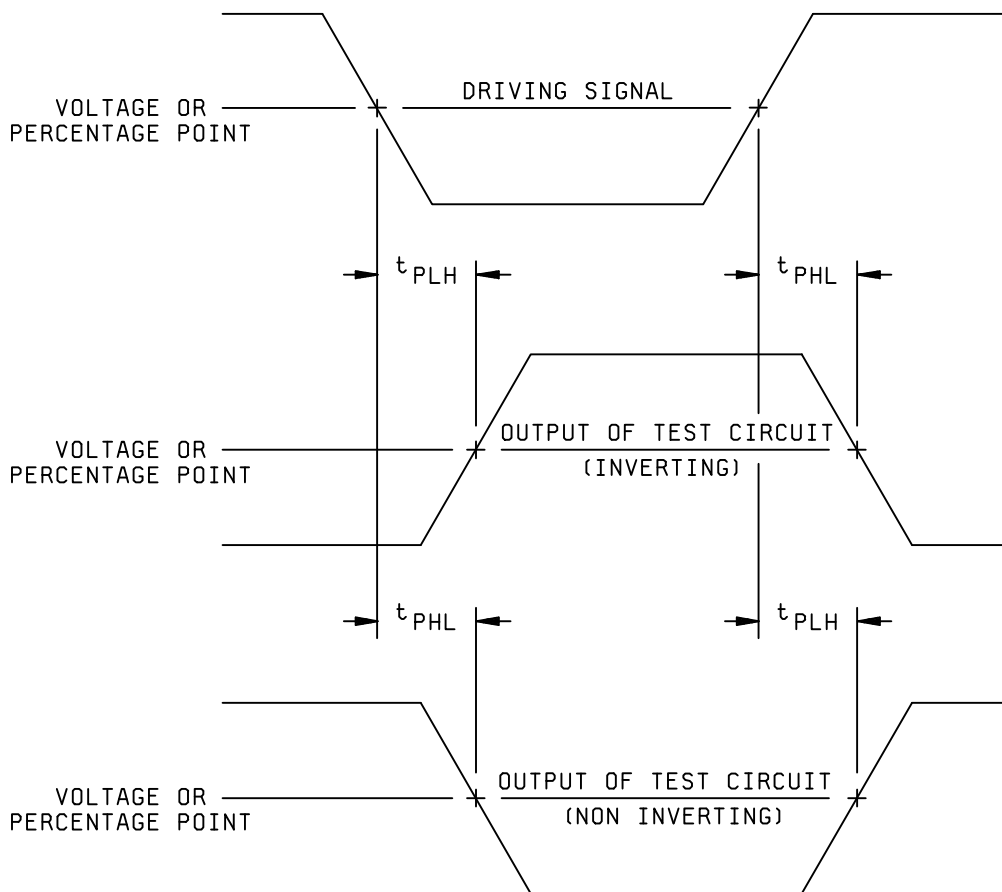 DRIVING SIGNAL
VOLTAGE OR
PERCENTAGE POINT
tPLH
tPHL
OUTPUT OF TEST CIRCUIT
(INVERTING)
VOLTAGE OR
PERCENTAGE POINT
tPHL
tPLH
OUTPUT OF TEST CIRCUIT
(NON INVERTING)
VOLTAGE OR
PERCENTAGE POINT